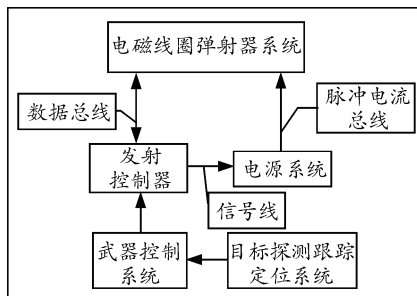 电磁线圈弹射器系统
数据总线
脉冲电流
总线
发射
控制器
电源系统
信号线
武器控制
系统
目标探测跟踪
定位系统